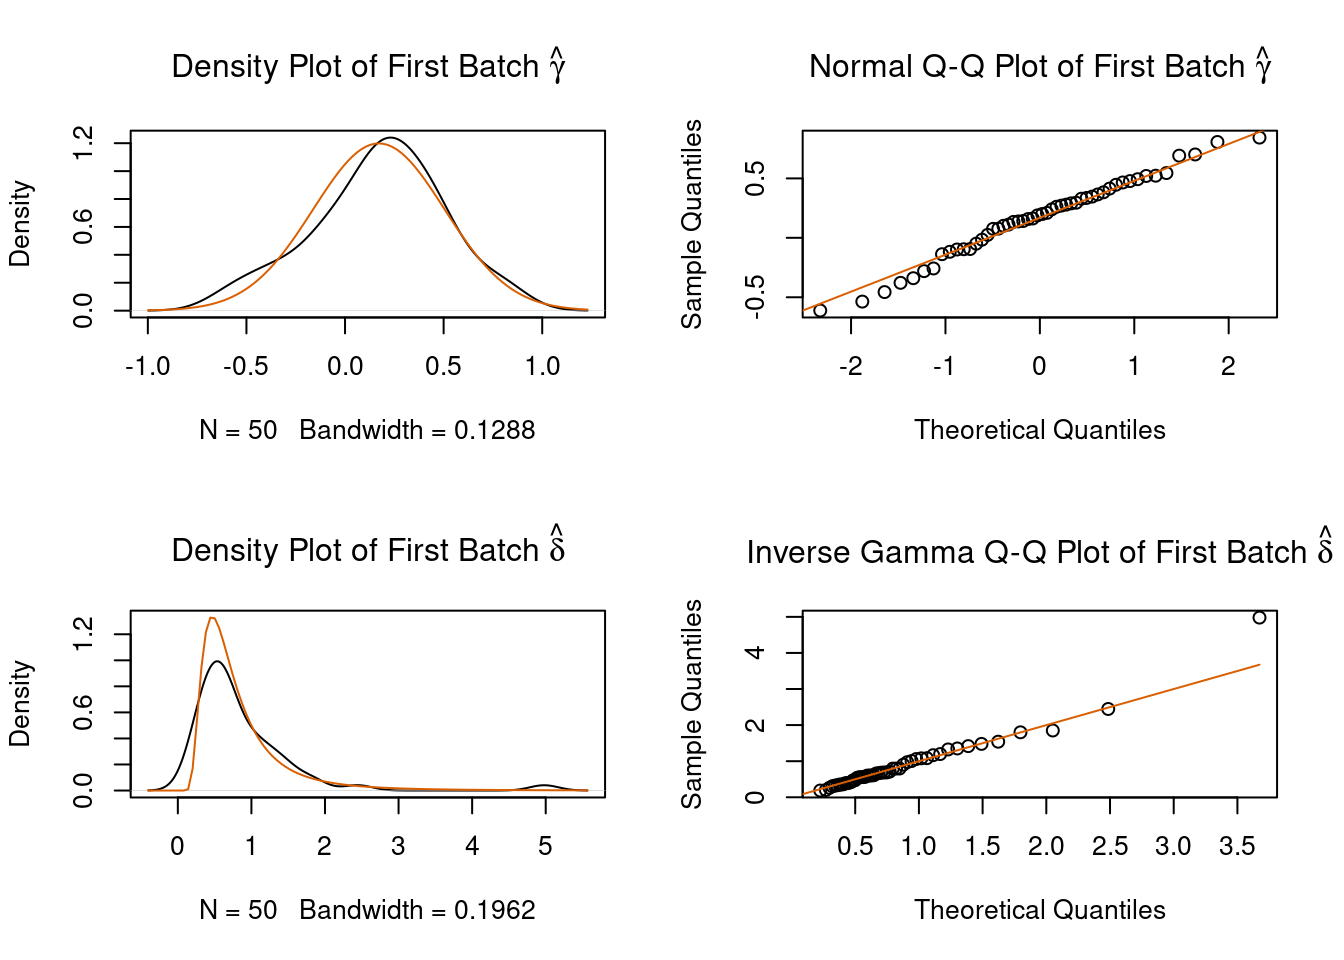 Density Plot of First Batch γ̂
Density
0.0 0.6 1.2
-1.0 -0.5 0.0 0.5 1.0
N = 50 Bandwidth = 0.1288
Normal Q-Q Plot of First Batch γ̂
Sample Quantiles
-0.5 0.5
-2 -1 0 1 2
Theoretical Quantiles
Density Plot of First Batch δ̂
Density
0.0 0.6 1.2
0 1 2 3 4 5
N = 50 Bandwidth = 0.1962
Inverse Gamma Q-Q Plot of First Batch δ̂
Sample Quantiles
0 2 4
0.5 1.0 1.5 2.0 2.5 3.0 3.5
Theoretical Quantiles